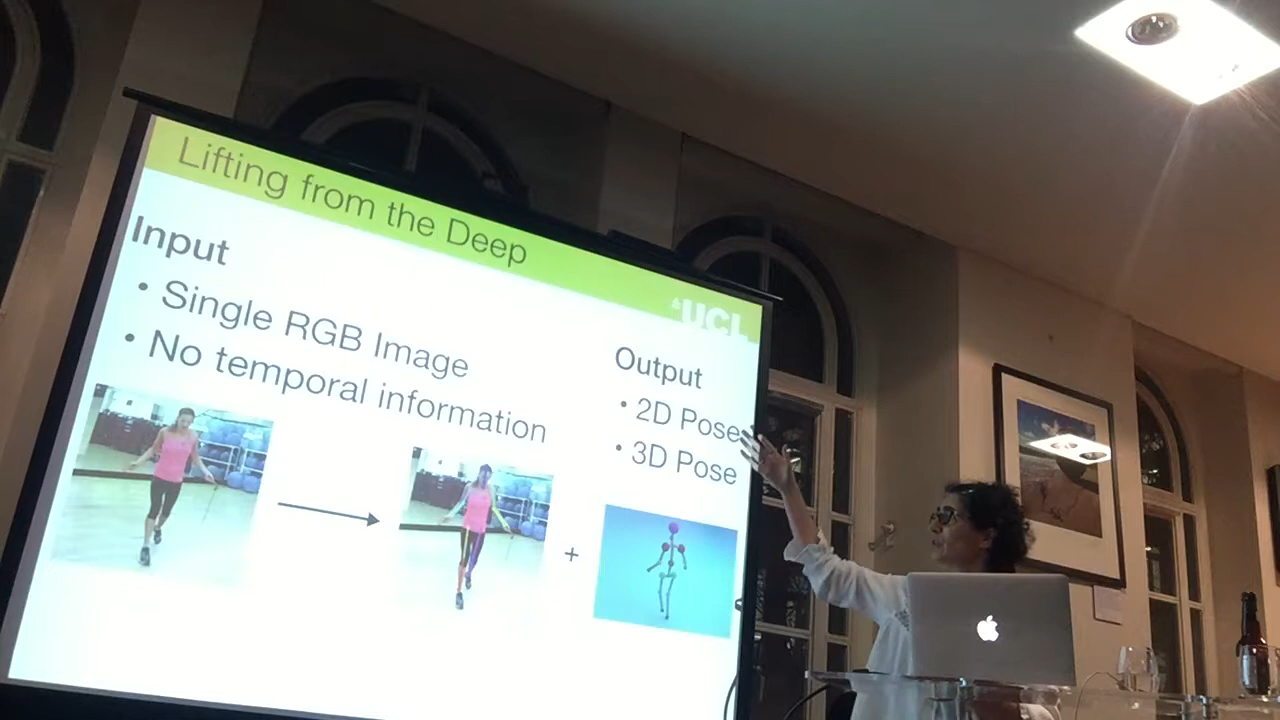 Lifting from the Deep
UCL
Input
• Single RGB Image
• No temporal information
Output
• 2D Pose
• 3D Pose
+